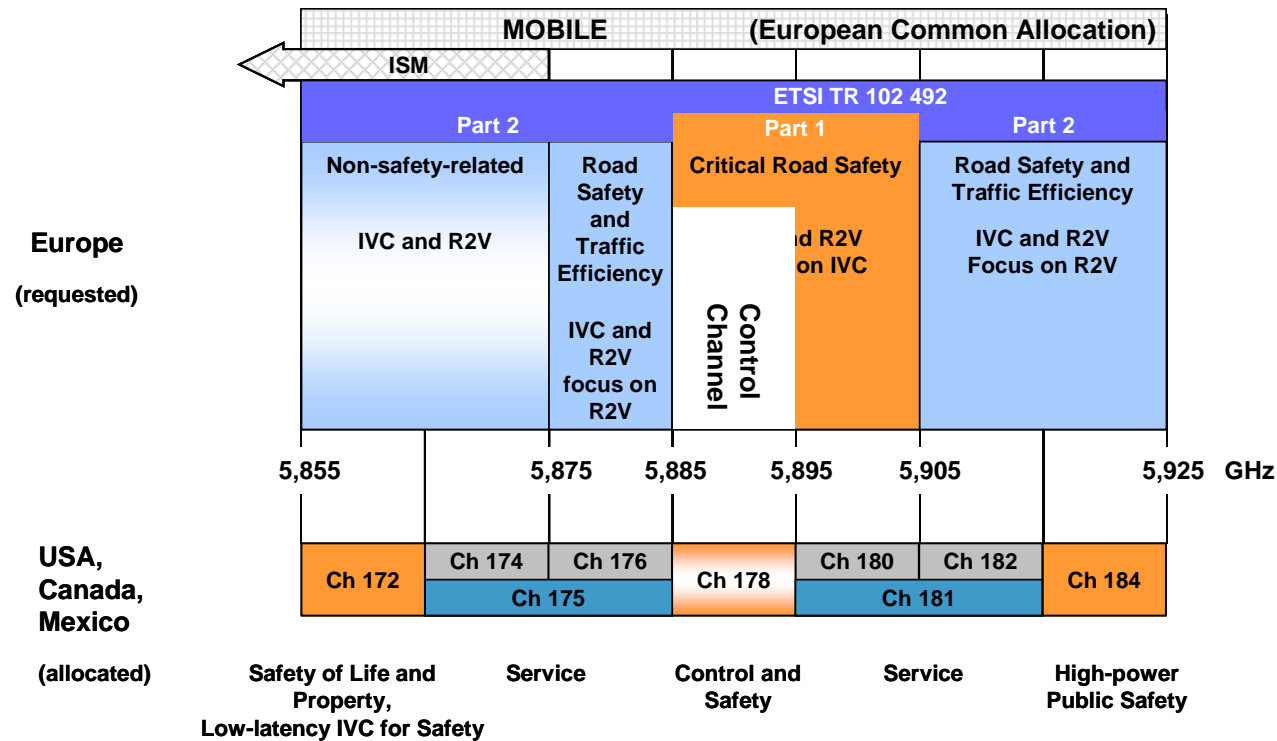 MOBILE (European Common Allocation)
ISM
ETSI TR 102 492
Part 2
Part 1
Part 2
Non-safety-related
IVC and R2V
Road
Safety
and
Traffic
Efficiency
IVC and
R2V
focus on
R2V
Critical Road Safety
d R2V
on IVC
Control
Channel
Road Safety and
Traffic Efficiency
IVC and R2V
Focus on R2V
Europe
(requested)
5,855 5,875 5,885 5,895 5,905 5,925 GHz
USA,
Canada,
Mexico
(allocated)
Ch 172
Ch 174
Ch 176
Ch 175
Ch 178
Ch 180
Ch 182
Ch 181
Ch 184
Safety of Life and
Property,
Low-latency IVC for Safety
Service
Control and
Safety
Service
High-power
Public Safety